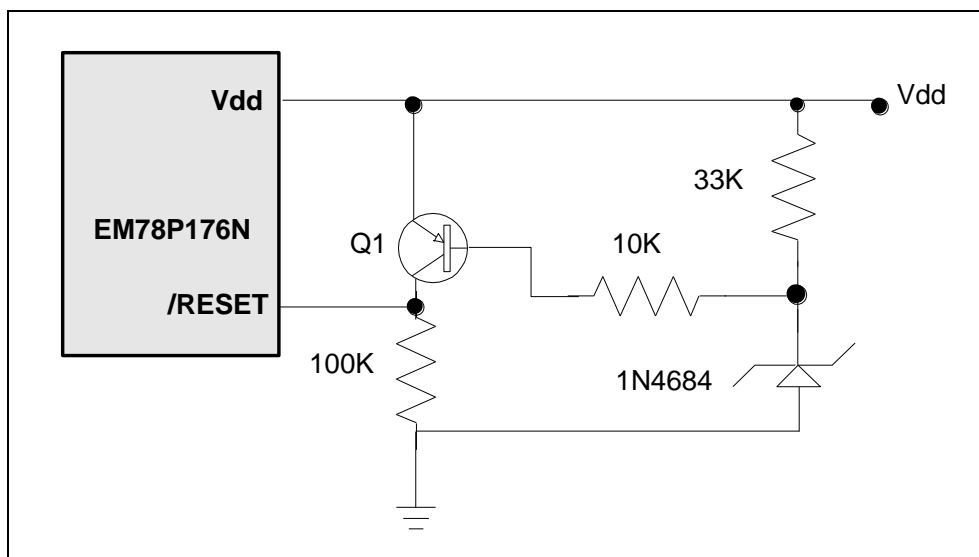 Vdd
Vdd
33K
EM78P176N
Q1
10K
/RESET
100K
1N4684